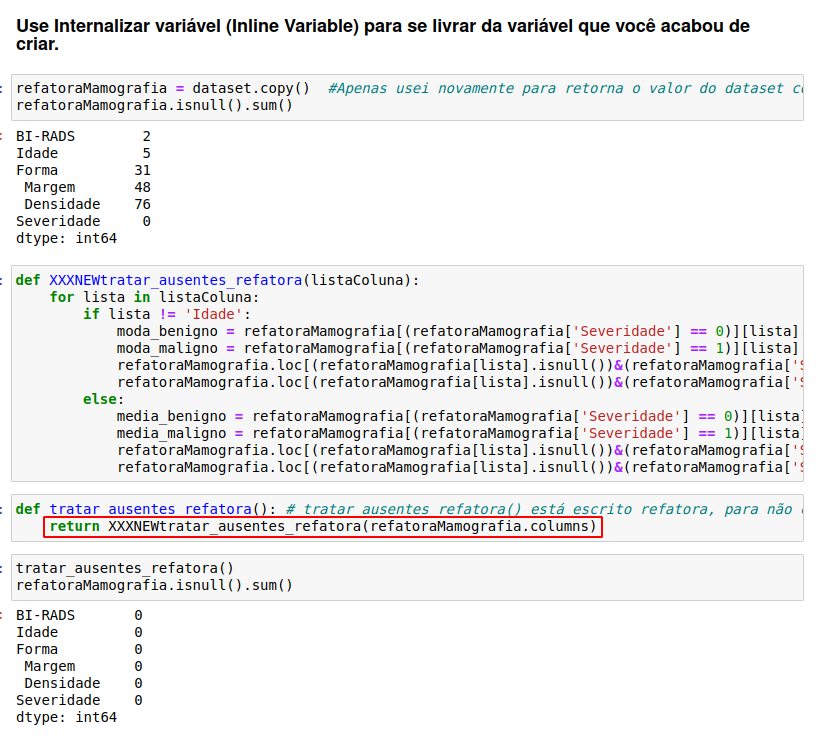 Use Internalizar variável (Inline Variable) para se livrar da variável que você acabou de
criar.
refatoraMamografia = dataset.copy()  #Apenas usei novamente para retorna o valor do dataset
refatoraMamografia.isnull().sum()
BI-RADS        2
Idade          5
Forma         31
 Margem       48
 Densidade    76
Severidade     0
dtype: int64
def XXXNEWtratar_ausentes_refatora(listaColuna):
    for lista in listaColuna:
        if lista != 'Idade':
            moda_benigno = refatoraMamografia[(refatoraMamografia['Severidade'] == 0)][lista]
            moda_maligno = refatoraMamografia[(refatoraMamografia['Severidade'] == 1)][lista]
            refatoraMamografia.loc[(refatoraMamografia[lista].isnull())&(refatoraMamografia['S
            refatoraMamografia.loc[(refatoraMamografia[lista].isnull())&(refatoraMamografia['S
        else:
            media_benigno = refatoraMamografia[(refatoraMamografia['Severidade'] == 0)][lista]
            media_maligno = refatoraMamografia[(refatoraMamografia['Severidade'] == 1)][lista]
            refatoraMamografia.loc[(refatoraMamografia[lista].isnull())&(refatoraMamografia['S
            refatoraMamografia.loc[(refatoraMamografia[lista].isnull())&(refatoraMamografia['S
def tratar_ausentes_refatora(): # tratar_ausentes_refatora() está escrito refatora, para não
    return XXXNEWtratar_ausentes_refatora(refatoraMamografia.columns)
tratar_ausentes_refatora()
refatoraMamografia.isnull().sum()
BI-RADS       0
Idade         0
Forma         0
 Margem       0
 Densidade    0
Severidade    0
dtype: int64